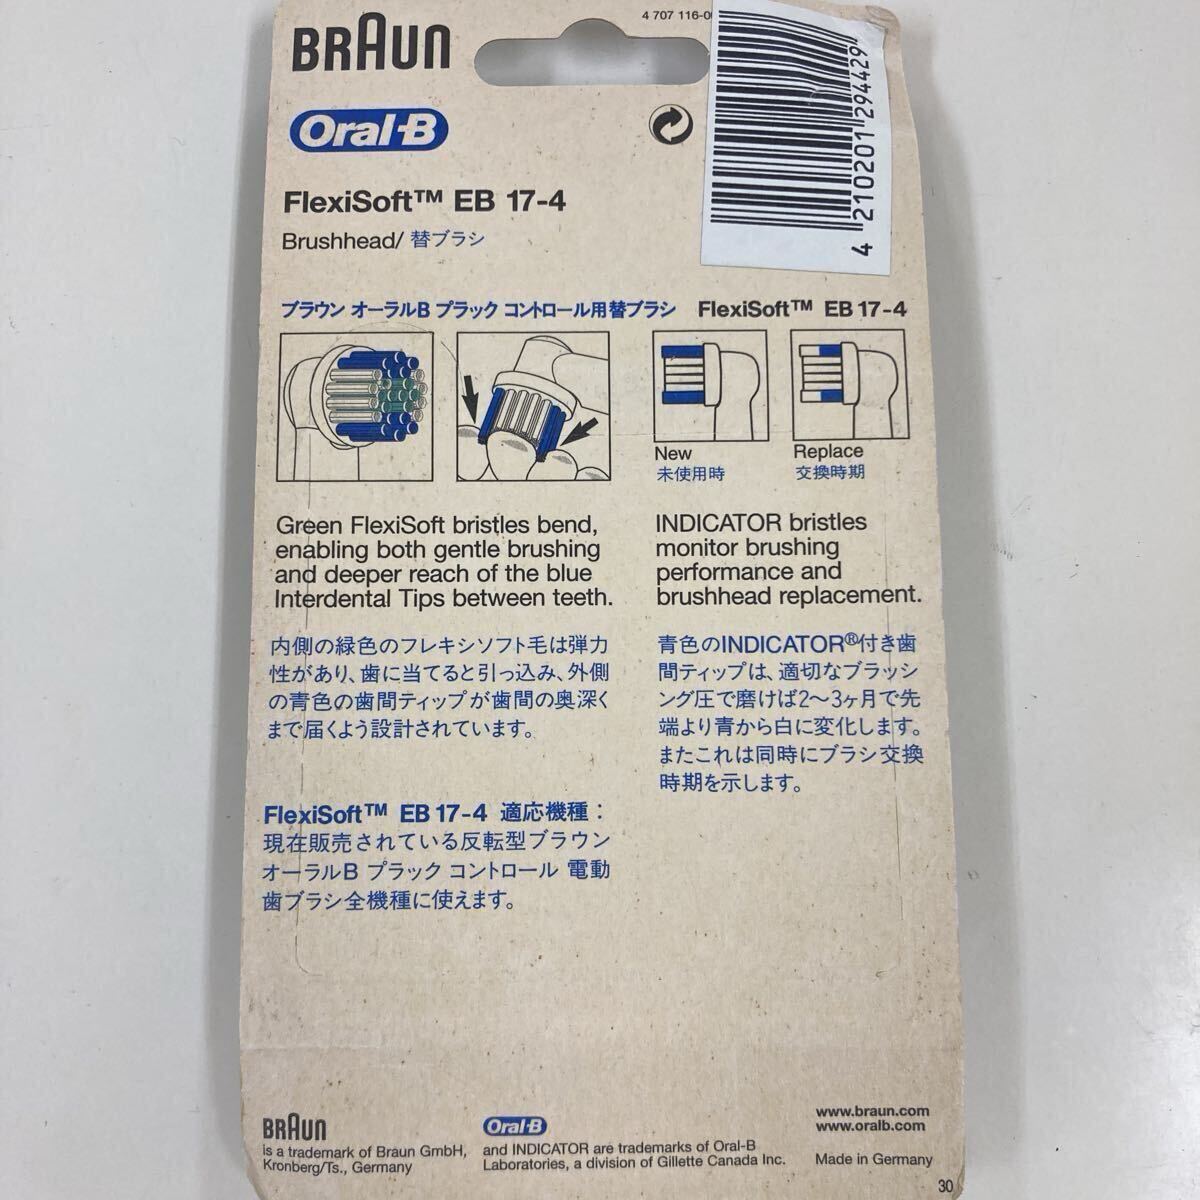 BRAUN
4 707 116-0
Oral-B
4 210201 294429
FlexiSoft™ EB 17-4
Brushhead/ 替ブラシ
ブラウン オーラルB プラック コントロール用替ブラシ FlexiSoft™ EB 17-4
New
未使用時
Replace
交換時期
Green FlexiSoft bristles bend,
enabling both gentle brushing
and deeper reach of the blue
Interdental Tips between teeth.
INDICATOR bristles
monitor brushing
performance and
brushhead replacement.
内側の緑色のフレキシソフト毛は弾力
性があり、歯に当てると引っ込み、外側
の青色の歯間ティップが歯間の奥深く
まで届くよう設計されています。
青色のINDICATOR®付き歯
間ティップは、適切なブラッシ
ング圧で磨けば2〜3ヶ月で先
端より青から白に変化します。
またこれは同時にブラシ交換
時期を示します。
FlexiSoft™ EB 17-4 適応機種：
現在販売されている反転型ブラウン
オーラルB プラック コントロール 電動
歯ブラシ全機種に使えます。
BRAUN
is a trademark of Braun GmbH,
Kronberg/Ts., Germany
Oral-B
and INDICATOR are trademarks of Oral-B
Laboratories, a division of Gillette Canada Inc.
www.braun.com
www.oralb.com
Made in Germany
30